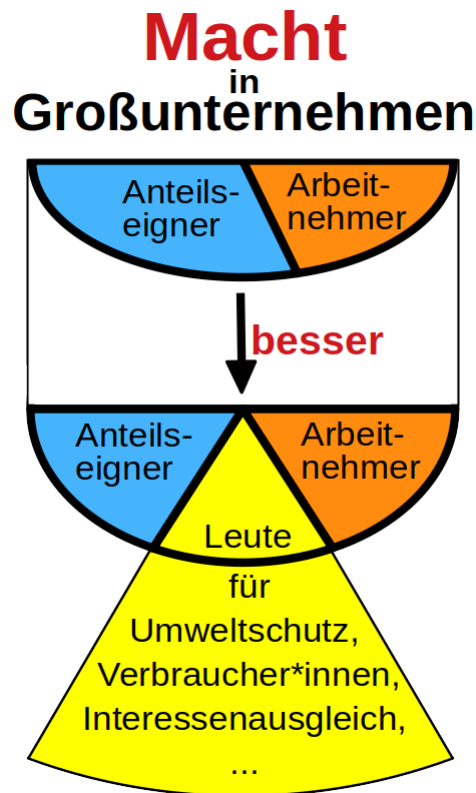 Macht
in
Großunternehmen
Anteils-
eigner
Arbeit-
nehmer
besser
Anteils-
eigner
Arbeit-
nehmer
Leute
für
Umweltschutz,
Verbraucher*innen,
Interessenausgleich,
...